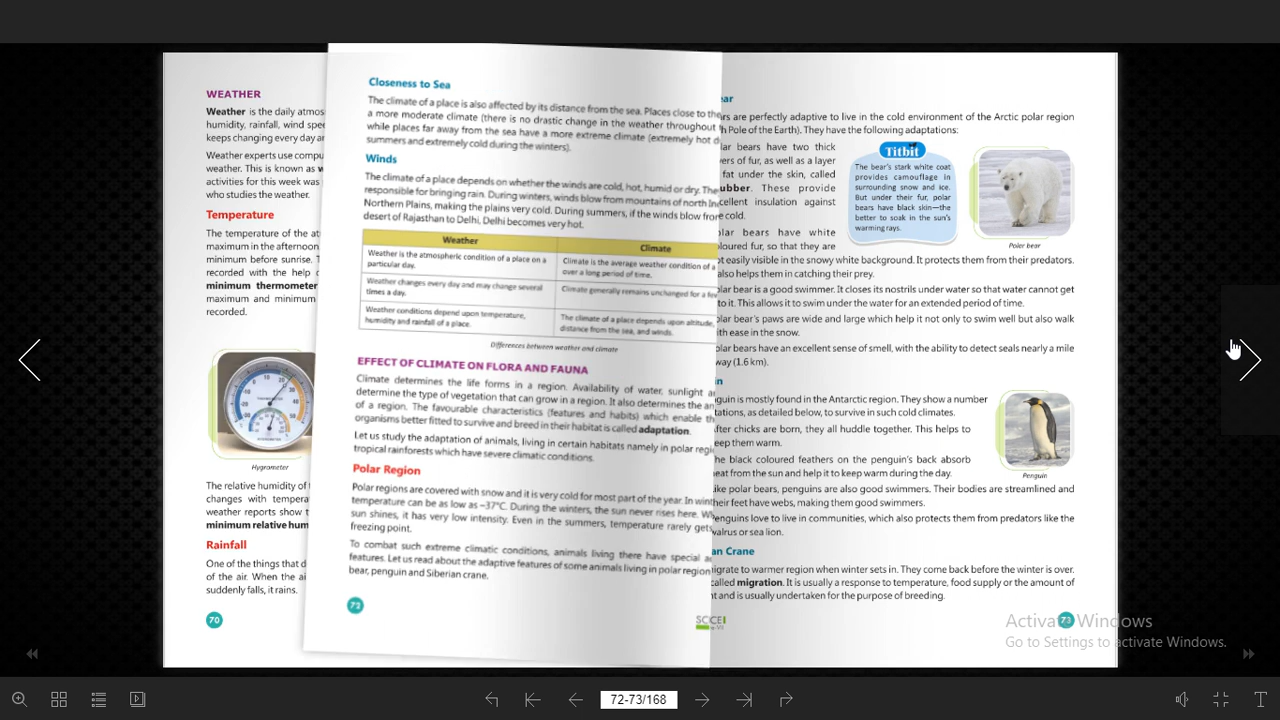 WEATHER
Weather is the daily atmos
humidity, rainfall, wind spe
keeps changing every day a
Weather experts use compu
weather. This is known as w
activities for this week was
who studies the weather.
Temperature
The temperature of the at
maximum in the afternoon
minimum before sunrise. T
recorded with the help o
minimum thermometer
maximum and minimum
recorded.
Hygrometer
The relative humidity of t
changes with tempera
weather reports show t
minimum relative hum
Rainfall
One of the things that d
of the air. When the ai
suddenly falls, it rains.
70
Closeness to Sea
The climate of a place is also affected by its distance from the sea. Places close to the
a more moderate climate (there is no drastic change in the weather throughout
while places far away from the sea have a more extreme climate (extremely hot d
summers and extremely cold during the winters).
Winds
The climate of a place depends on whether the winds are cold, hot, humid or dry. The
responsible for bringing rain. During winters, winds blow from mountains of north In
Northern Plains, making the plains very cold. During summers, if the winds blow from
desert of Rajasthan to Delhi, Delhi becomes very hot.
Weather Climate
Weather is the atmospheric condition of a place on a
particular day.
Climate is the average weather condition of a
over a long period of time.
Weather changes every day and may change several
times a day.
Climate generally remains unchanged for a few
Weather conditions depend upon temperature,
humidity and rainfall of a place.
The climate of a place depends upon altitude,
distance from the sea, and winds.
Differences between weather and climate
EFFECT OF CLIMATE ON FLORA AND FAUNA
Climate determines the life forms in a region. Availability of water, sunlight a
determine the type of vegetation that can grow in a region. It also determines the an
of a region. The favourable characteristics (features and habits) which enable th
organisms better fitted to survive and breed in their habitat is called adaptation.
Let us study the adaptation of animals, living in certain habitats namely in polar regi
tropical rainforests which have severe climatic conditions.
Polar Region
Polar regions are covered with snow and it is very cold for most part of the year. In wint
temperature can be as low as –37°C. During the winters, the sun never rises here. Wh
sun shines, it has very low intensity. Even in the summers, temperature rarely gets
freezing point.
To combat such extreme climatic conditions, animals living there have special a
features. Let us read about the adaptive features of some animals living in polar region
bear, penguin and Siberian crane.
72
ear
ars are perfectly adaptive to live in the cold environment of the Arctic polar region
h Pole of the Earth). They have the following adaptations:
lar bears have two thick
yers of fur, as well as a layer
fat under the skin, called
ubber. These provide
cellent insulation against
e cold.
Titbit
The bear's stark white coat
provides camouflage in
surrounding snow and ice.
But under their fur, polar
bears have black skin—the
better to soak in the sun's
warming rays.
Polar bear
olar bears have white
oloured fur, so that they are
ot easily visible in the snowy white background. It protects them from their predators.
also helps them in catching their prey.
olar bear is a good swimmer. It closes its nostrils under water so that water cannot get
to it. This allows it to swim under the water for an extended period of time.
olar bear's paws are wide and large which help it not only to swim well but also walk
ith ease in the snow.
olar bears have an excellent sense of smell, with the ability to detect seals nearly a mile
way (1.6 km).
in
nguin is mostly found in the Antarctic region. They show a number
tations, as detailed below, to survive in such cold climates.
fter chicks are born, they all huddle together. This helps to
eep them warm.
he black coloured feathers on the penguin's back absorb
eat from the sun and help it to keep warm during the day.
Penguin
ike polar bears, penguins are also good swimmers. Their bodies are streamlined and
heir feet have webs, making them good swimmers.
enguins love to live in communities, which also protects them from predators like the
walrus or sea lion.
an Crane
igrate to warmer region when winter sets in. They come back before the winter is over.
alled migration. It is usually a response to temperature, food supply or the amount of
t and is usually undertaken for the purpose of breeding.
73
Activate Windows
Go to Settings to activate Windows.
72-73/168